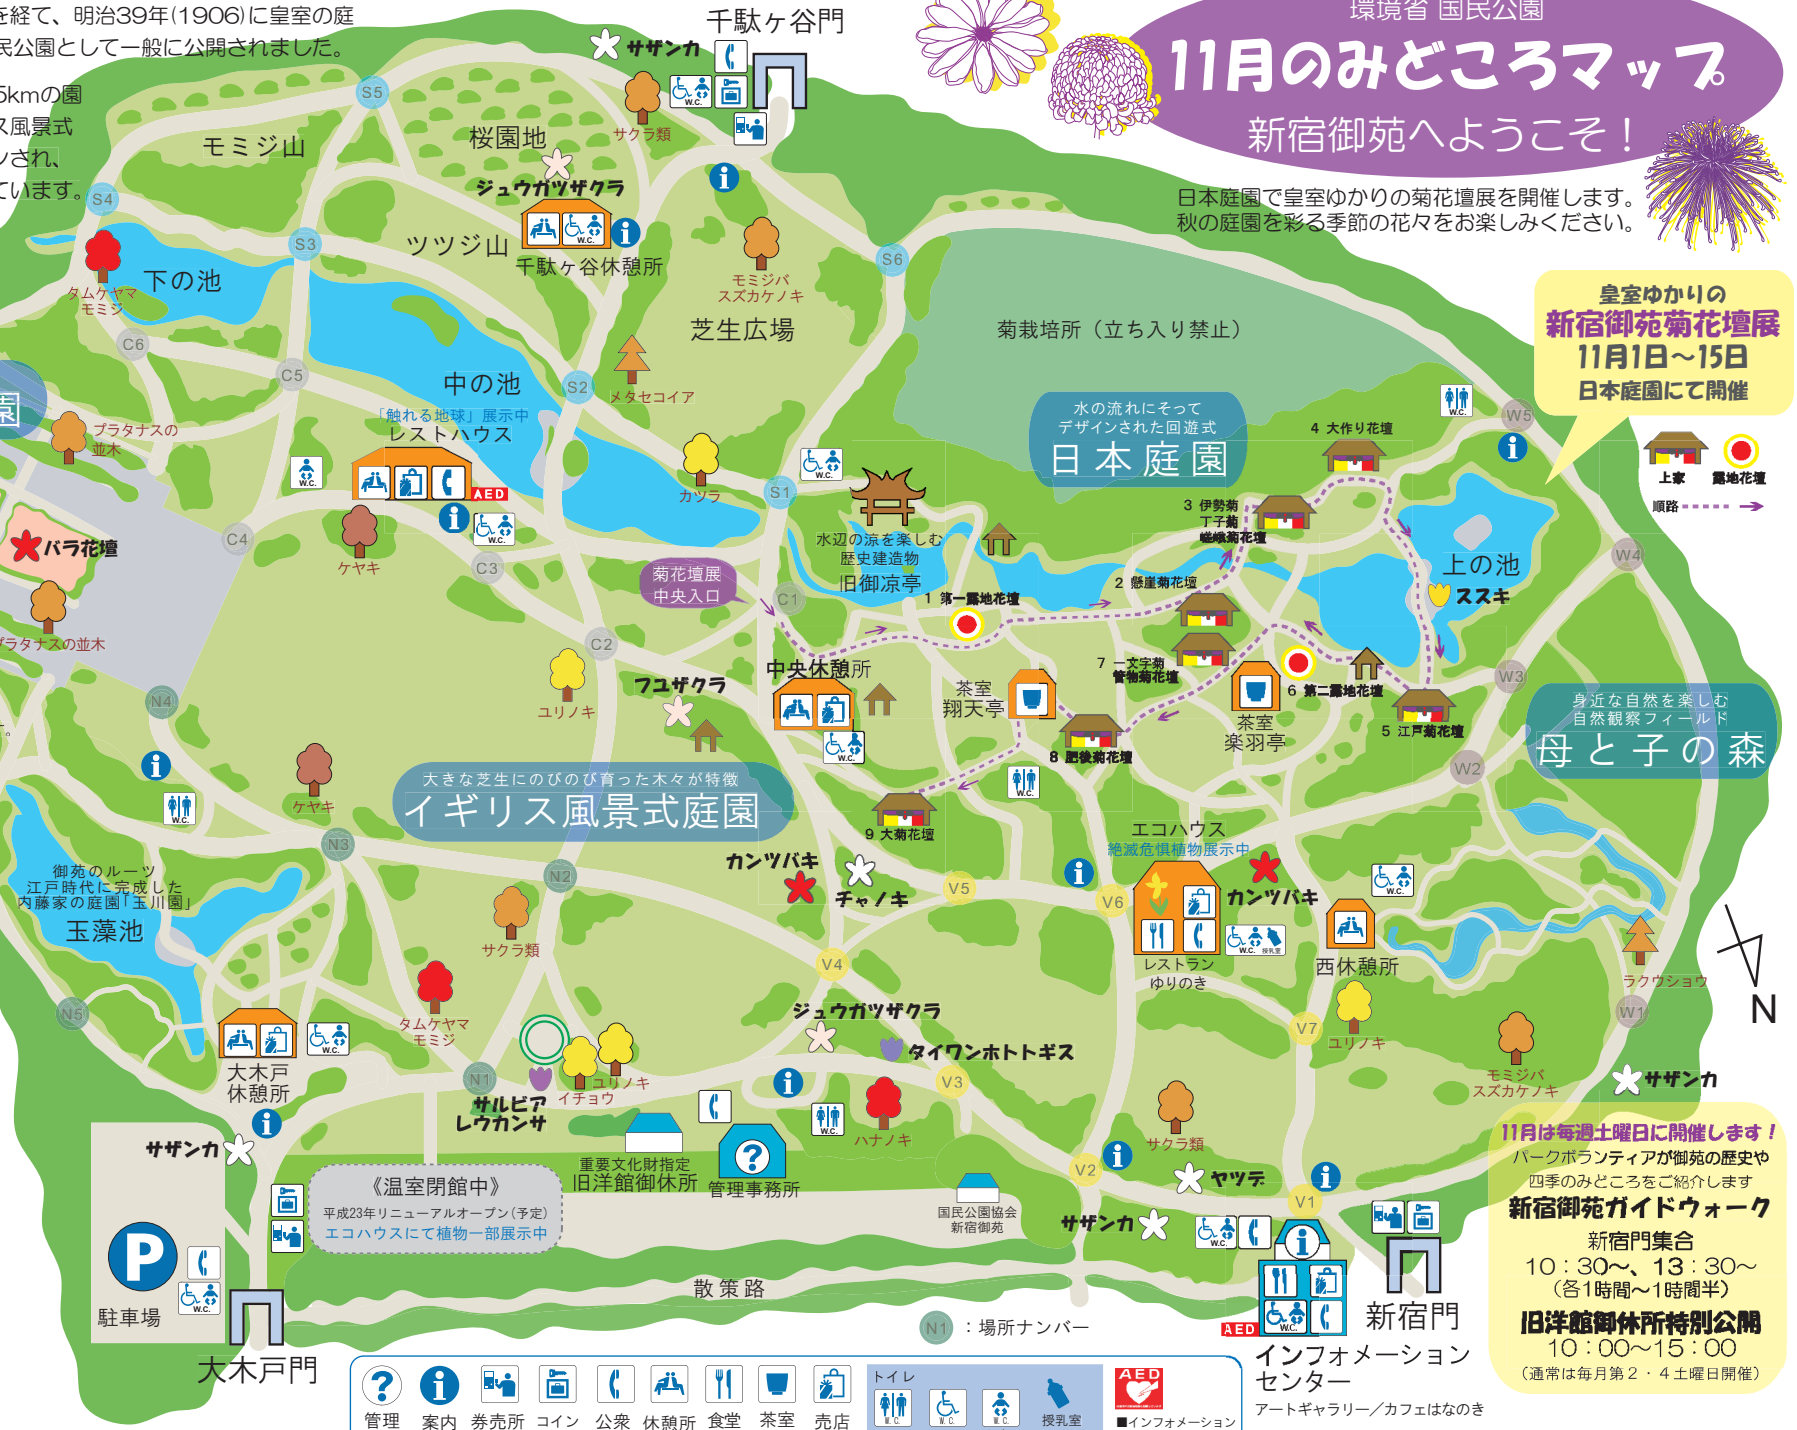 を経て、明治39年(1906)に皇室の庭
民公園として一般に公開されました。
5kmの園
ス風景式
ンされ、
ています。
環境省 国民公園
11月のみどころマップ
新宿御苑へようこそ！
日本庭園で皇室ゆかりの菊花壇展を開催します。
秋の庭園を彩る季節の花々をお楽しみください。
皇室ゆかりの
新宿御苑菊花壇展
11月1日～15日
日本庭園にて開催
上家
露地花壇
順路
千駄ヶ谷門
サザンカ
W.C.
サクラ類
S5
モミジ山
桜園地
ジュウガツザクラ
W.C.
千駄ヶ谷休憩所
ツツジ山
S4
S3
タムケヤマ
モミジ
下の池
モミジバ
スズカケノキ
芝生広場
S6
菊栽培所（立ち入り禁止）
C6
C5
中の池
「触れる地球」展示中
レストハウス
AED
W.C.
W.C.
S2
メタセコイア
園
プラタナスの
並木
カツラ
S1
W.C.
水の流れにそって
デザインされた回遊式
日本庭園
4 大作り花壇
W.C.
W5
3 伊勢菊
丁子菊
嵯峨菊花壇
バラ花壇
C4
ケヤキ
C3
水辺の涼を楽しむ
歴史建造物
旧御凉亭
菊花壇展
中央入口
C1
1 第一露地花壇
2 懸崖菊花壇
上の池
ススキ
W4
プラタナスの並木
C2
ユリノキ
フユザクラ
中央休憩所
W.C.
茶室
翔天亭
7 一文字菊
管物菊花壇
茶室
楽羽亭
6 第二露地花壇
5 江戸菊花壇
W3
8 肥後菊花壇
W2
身近な自然を楽しむ
自然観察フィールド
母と子の森
N4
す。
W.C.
ケヤキ
大きな芝生にのびのび育った木々が特徴
イギリス風景式庭園
9 大菊花壇
W.C.
エコハウス
絶滅危惧植物展示中
カンツバキ
レストラン
ゆりのき
W.C.
授乳室
W.C.
西休憩所
N3
N2
カンツバキ
チャノキ
V5
V6
御苑のルーツ
江戸時代に完成した
内藤家の庭園「玉川園」
玉藻池
サクラ類
V4
ラクウショウ
W1
N
N5
大木戸
休憩所
W.C.
タムケヤマ
モミジ
N1
サルビア
レウカンサ
ユリノキ
イチョウ
ジュウガツザクラ
タイワンホトトギス
V3
V7
ユリノキ
モミジバ
スズカケノキ
サザンカ
サザンカ
重要文化財指定
旧洋館御休所
管理事務所
W.C.
ハナノキ
サクラ類
V2
ヤツデ
V1
国民公園協会
新宿御苑
サザンカ
W.C.
《温室閉館中》
平成23年リニューアルオープン(予定)
エコハウスにて植物一部展示中
P
駐車場
W.C.
大木戸門
散策路
N1：場所ナンバー
W.C.
AED
新宿門
インフォメーション
センター
アートギャラリー／カフェはなのき
11月は毎週土曜日に開催します！
パークボランティアが御苑の歴史や
四季のみどころをご紹介します
新宿御苑ガイドウォーク
新宿門集合
10：30～、13：30～
（各1時間～1時間半）
旧洋館御休所特別公開
10：00～15：00
（通常は毎月第2・4土曜日開催）
管理
案内
券売所
コイン
公衆
休憩所
食堂
茶室
売店
トイレ
W.C.
W.C.
W.C.
授乳室
AED
■インフォメーション